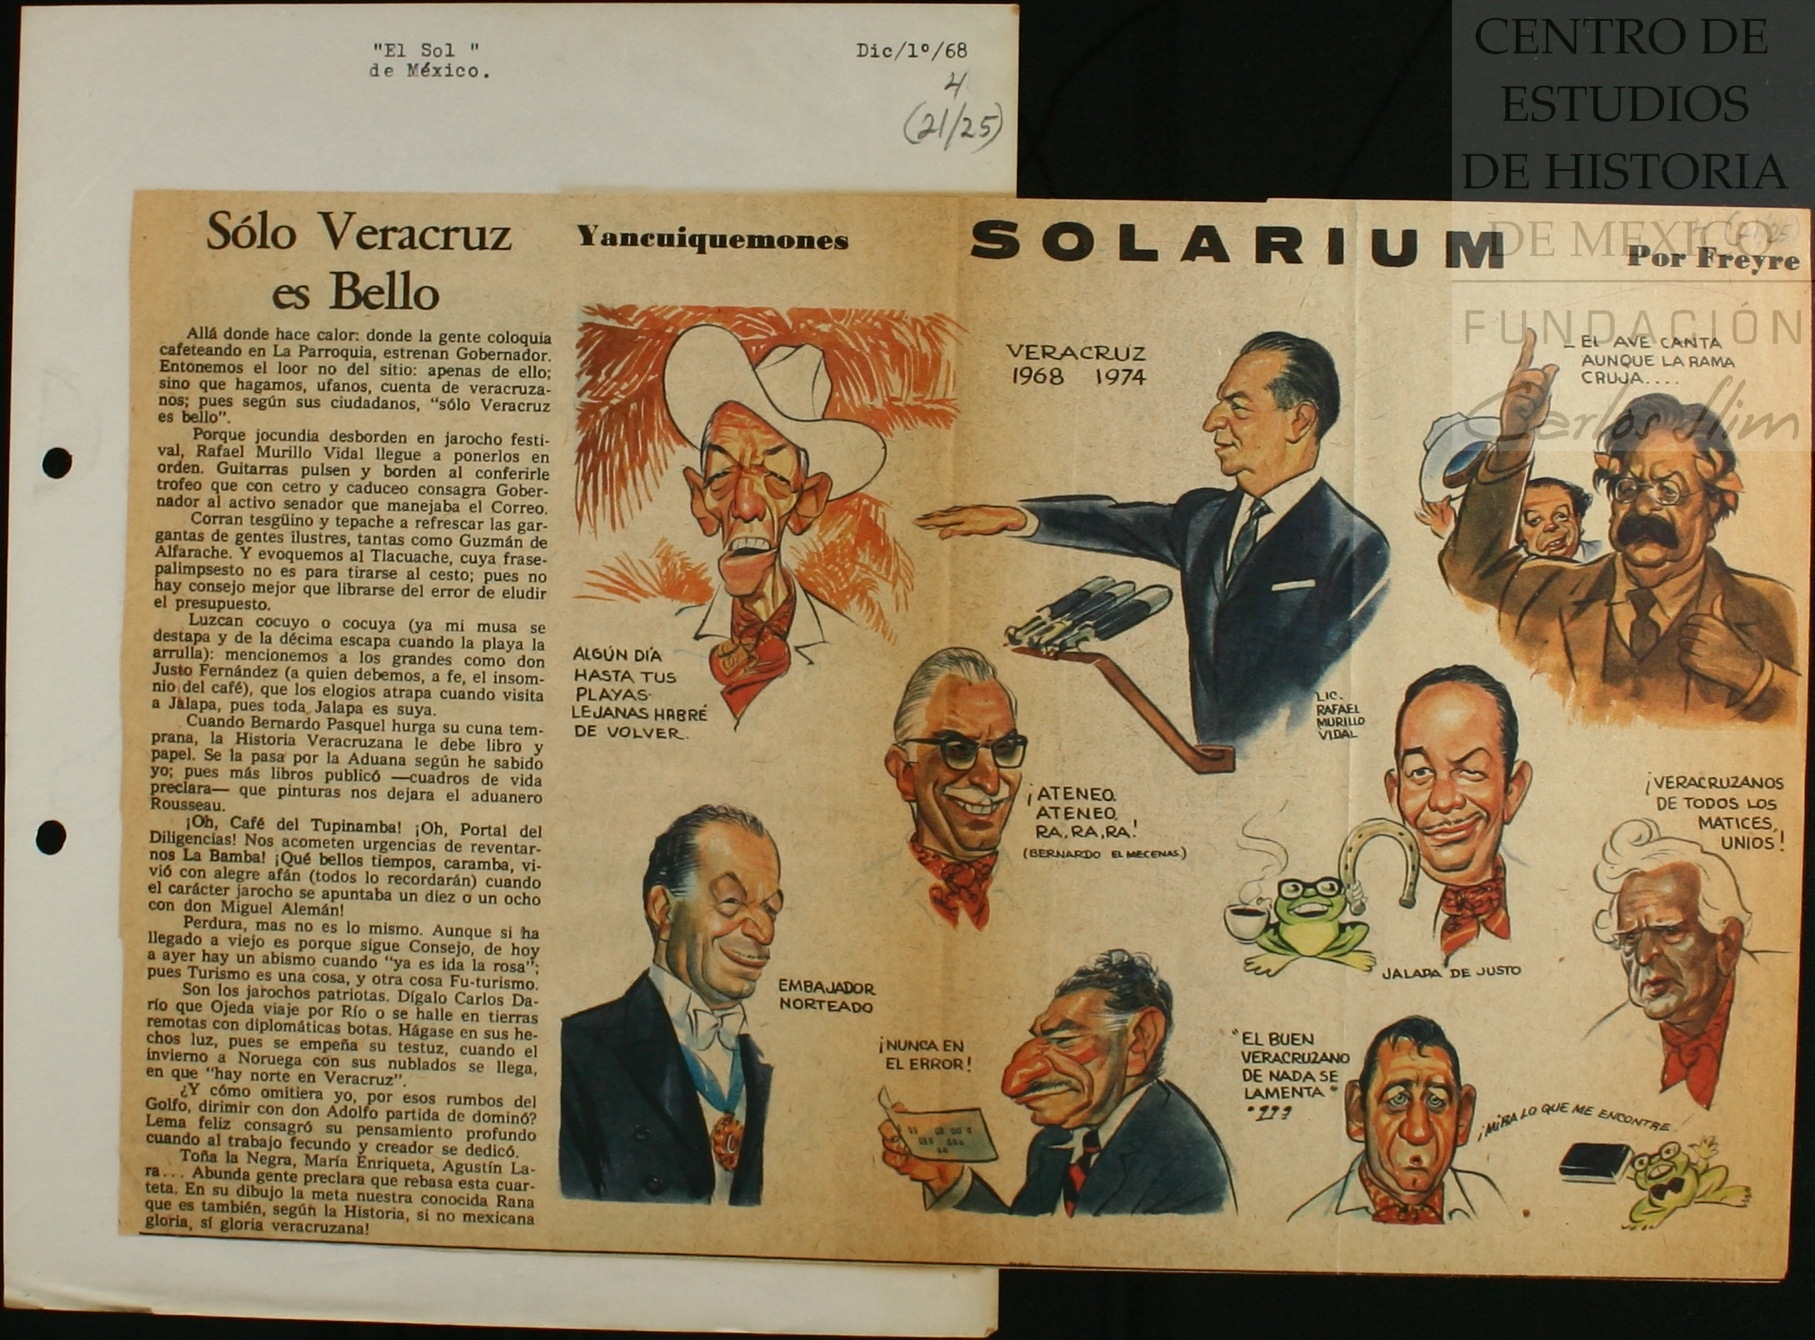 "El Sol "
de México.
Dic/1º/68
4
(21/25)
CENTRO DE
ESTUDIOS
DE HISTORIA
DE MEXICO
FUNDACIÓN
Carlos Slim
Sólo Veracruz
es Bello
Allá donde hace calor: donde la gente coloquia
cafeteando en La Parroquia, estrenan Gobernador.
Entonemos el loor no del sitio: apenas de ello;
sino que hagamos, ufanos, cuenta de veracruza-
nos; pues según sus ciudadanos, "sólo Veracruz
es bello".
Porque jocundia desborden en jarocho festi-
val, Rafael Murillo Vidal llegue a ponerlos en
orden. Guitarras pulsen y borden al conferirle
trofeo que con cetro y caduceo consagra Gober-
nador al activo senador que manejaba el Correo.
Corran tesgüino y tepache a refrescar las gar-
gantas de gentes ilustres, tantas como Guzmán de
Alfarache. Y evoquemos al Tlacuache, cuya frase-
palimpsesto no es para tirarse al cesto; pues no
hay consejo mejor que librarse del error de eludir
el presupuesto.
Luzcan cocuyo o cocuya (ya mi musa se
destapa y de la décima escapa cuando la playa la
arrulla): mencionemos a los grandes como don
Justo Fernández (a quien debemos, a fe, el insom-
nio del café), que los elogios atrapa cuando visita
a Jalapa, pues toda Jalapa es suya.
Cuando Bernardo Pasquel hurga su cuna tem-
prana, la Historia Veracruzana le debe libro y
papel. Se la pasa por la Aduana según he sabido
yo; pues más libros publicó —cuadros de vida
preclara— que pinturas nos dejara el aduanero
Rousseau.
¡Oh, Café del Tupinamba! ¡Oh, Portal del
Diligencias! Nos acometen urgencias de reventar-
nos La Bamba! ¡Qué bellos tiempos, caramba, vi-
vió con alegre afán (todos lo recordarán) cuando
el carácter jarocho se apuntaba un diez o un ocho
con don Miguel Alemán!
Perdura, mas no es lo mismo. Aunque si ha
llegado a viejo es porque sigue Consejo, de hoy
a ayer hay un abismo cuando "ya es ida la rosa";
pues Turismo es una cosa, y otra cosa Fu-turismo.
Son los jarochos patriotas. Dígalo Carlos Da-
río que Ojeda viaje por Río o se halle en tierras
remotas con diplomáticas botas. Hágase en sus he-
chos luz, pues se empeña su testuz, cuando el
invierno a Noruega con sus nublados se llega,
en que "hay norte en Veracruz".
¿Y cómo omitiera yo, por esos rumbos del
Golfo, dirimir con don Adolfo partida de dominó?
Lema feliz consagró su pensamiento profundo
cuando al trabajo fecundo y creador se dedicó.
Toña la Negra, María Enriqueta, Agustín La-
ra... Abunda gente preclara que rebasa esta cuar-
teta. En su dibujo la meta nuestra conocida Rana
que es también, según la Historia, si no mexicana
gloria, sí gloria veracruzana!
Yancuiquemones
SOLARIUM
Por Freyre
VERACRUZ
1968 1974
_ EL AVE CANTA
AUNQUE LA RAMA
CRUJA....
ALGÚN DÍA
HASTA TUS
PLAYAS
LEJANAS HABRÉ
DE VOLVER.
LIC.
RAFAEL
MURILLO
VIDAL
¡ATENEO.
ATENEO.
RA, RA, RA!
(BERNARDO EL MECENAS)
JALAPA DE JUSTO
¡VERACRUZANOS
DE TODOS LOS
MATICES,
UNIOS!
EMBAJADOR
NORTEADO
¡NUNCA EN
EL ERROR!
"EL BUEN
VERACRUZANO
DE NADA SE
LAMENTA"
¡MIRA LO QUE ME ENCONTRE